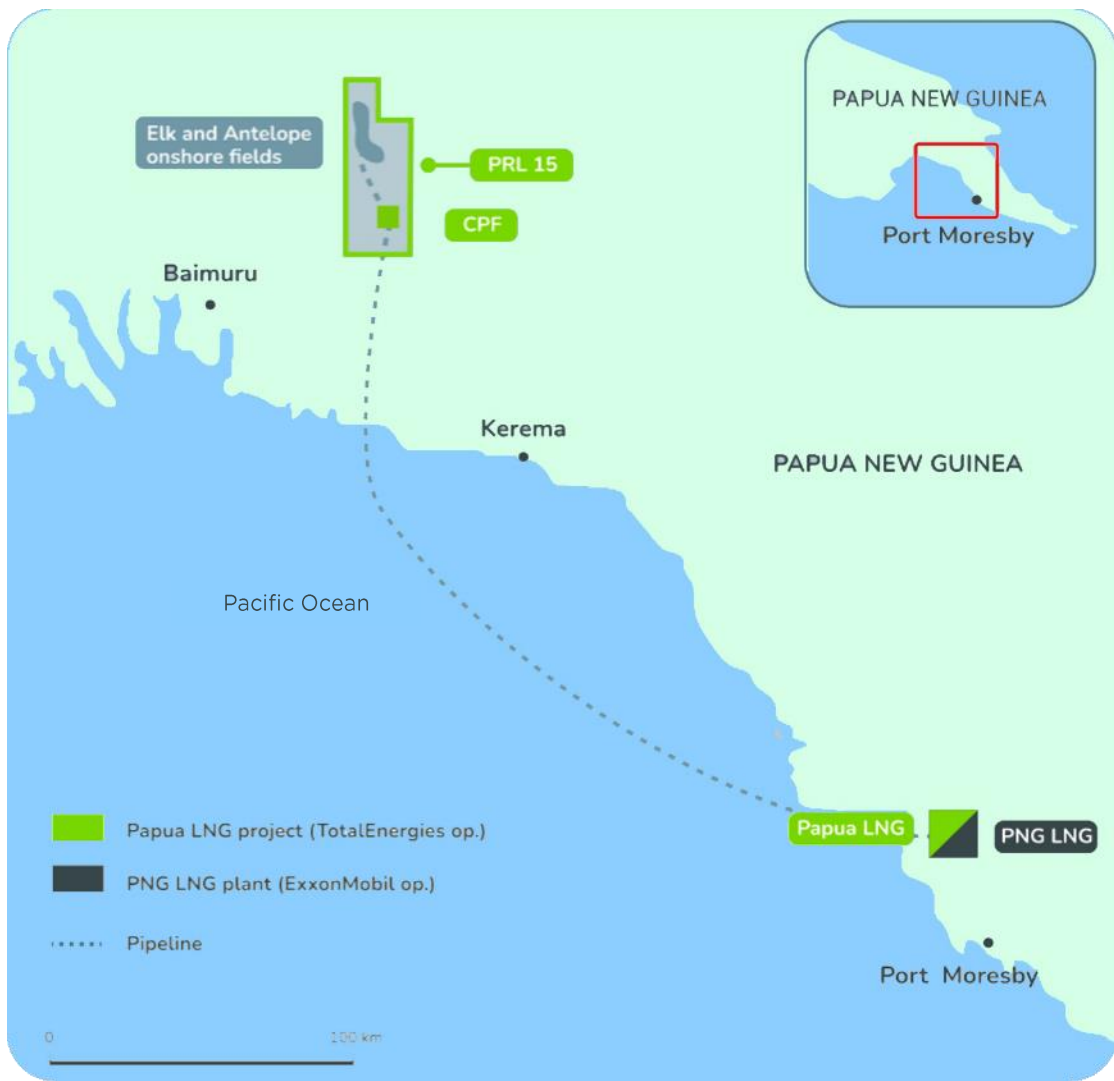 PAPUA NEW GUINEA
Port Moresby
Elk and Antelope
onshore fields
PRL 15
CPF
Baimuru
Kerema
PAPUA NEW GUINEA
Pacific Ocean
Papua LNG
PNG LNG
Papua LNG project (TotalEnergies op.)
PNG LNG plant (ExxonMobil op.)
Pipeline
Port Moresby
0
100 km